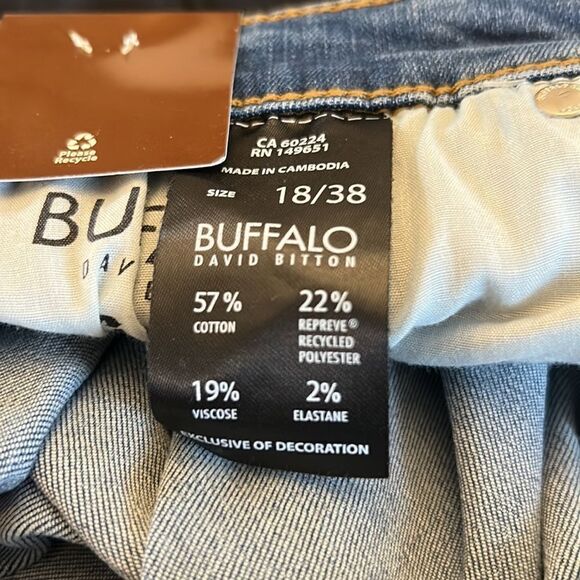 Please
Recycle
BU
DAV
CA 60224
RN 149651
MADE IN CAMBODIA
SIZE 18/38
BUFFALO
DAVID BITTON
57% 22%
COTTON REPREVE®
RECYCLED
POLYESTER
19% 2%
VISCOSE ELASTANE
EXCLUSIVE OF DECORATION